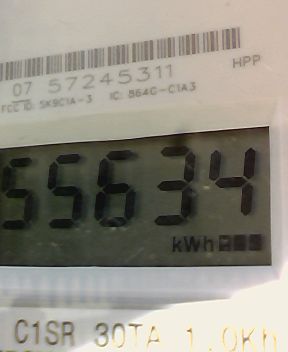 HPP
07 57245311
FCC ID: SK9C1A-3 IC: 864G-C1A3
55634
kWh
C1SR 30TA 1.0Kh